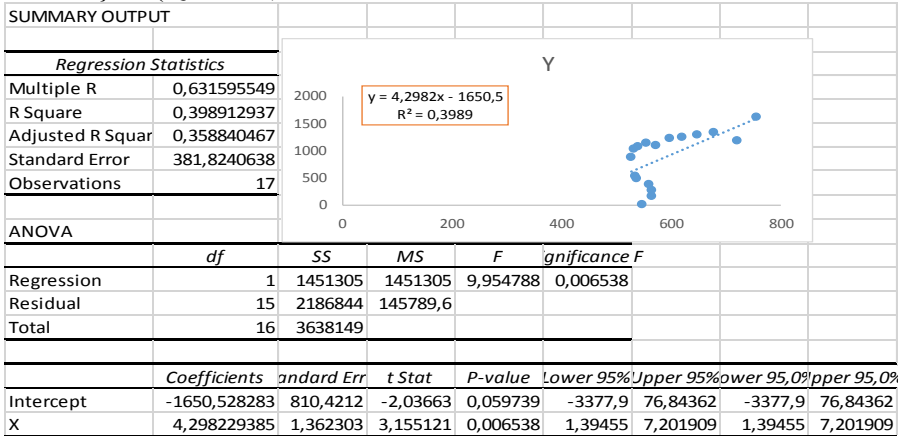 SUMMARY OUTPUT
Regression Statistics
Multiple R 0,631595549
R Square 0,398912937
Adjusted R Squar 0,358840467
Standard Error 381,8240638
Observations 17
Y
y = 4,2982x - 1650,5
R² = 0,3989
2000
1500
1000
500
0
0 200 400 600 800
ANOVA
df SS MS F gnificance F
Regression 1 1451305 1451305 9,954788 0,006538
Residual 15 2186844 145789,6
Total 16 3638149
Coefficients andard Err t Stat P-value Lower 95% Upper 95% ower 95,0% pper 95,0%
Intercept -1650,528283 810,4212 -2,03663 0,059739 -3377,9 76,84362 -3377,9 76,84362
X 4,298229385 1,362303 3,155121 0,006538 1,39455 7,201909 1,39455 7,201909